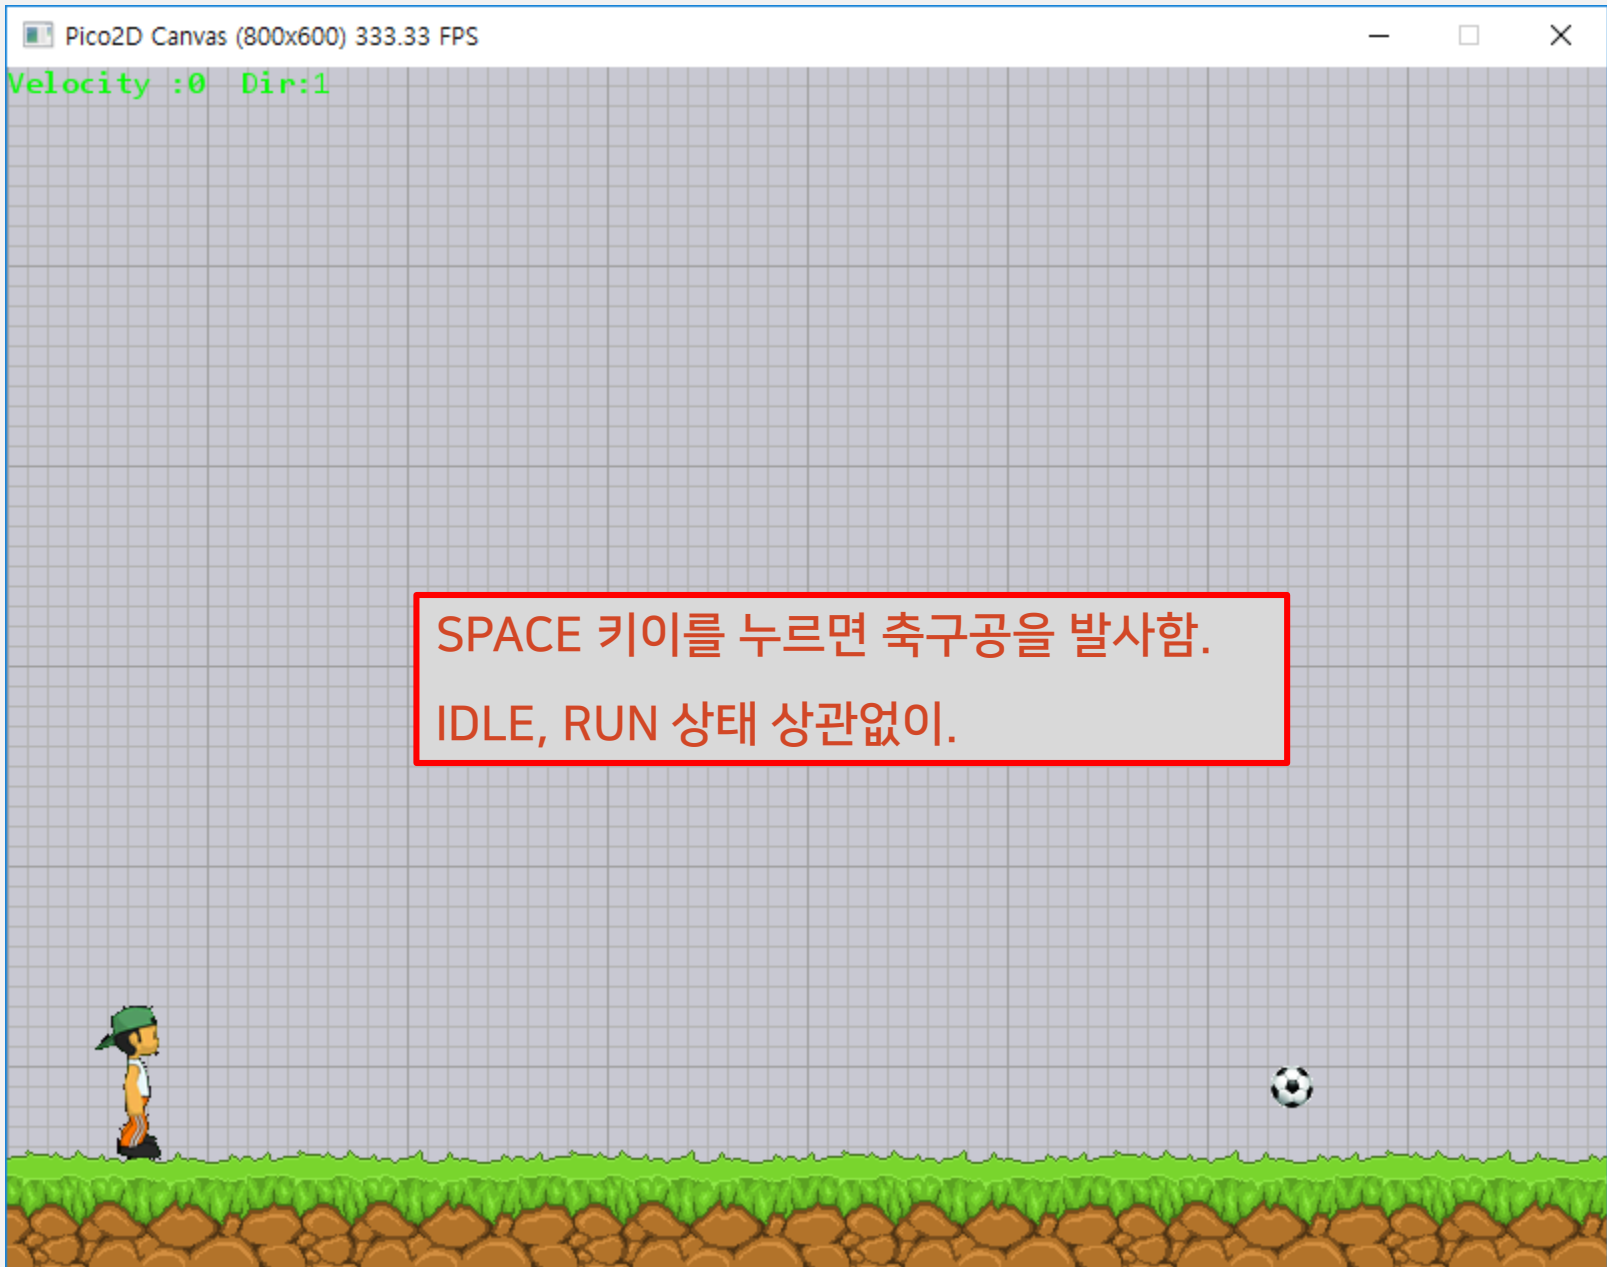 Pico2D Canvas (800x600) 333.33 FPS
Velocity :0  Dir:1
SPACE 키이를 누르면 축구공을 발사함.
IDLE, RUN 상태 상관없이.